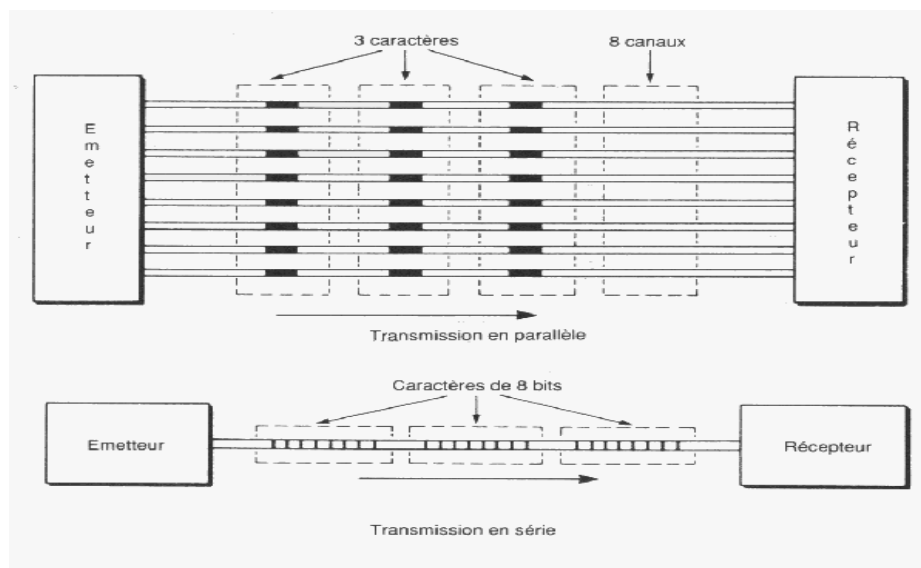 3 caractères
8 canaux
Emetteur
Récepteur
Transmission en parallèle
Caractères de 8 bits
Emetteur
Récepteur
Transmission en série